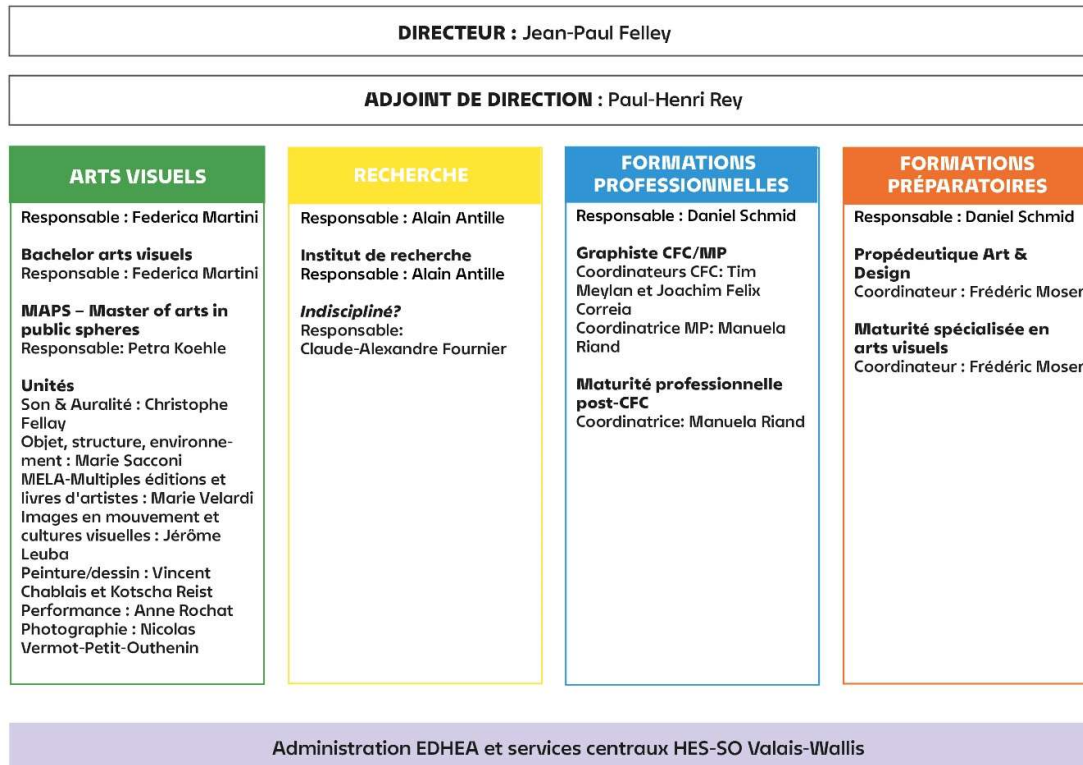 DIRECTEUR : Jean-Paul Felley
ADJOINT DE DIRECTION : Paul-Henri Rey
ARTS VISUELS
Responsable : Federica Martini
Bachelor arts visuels
Responsable : Federica Martini
MAPS – Master of arts in
public spheres
Responsable: Petra Koehle
Unités
Son & Auralité : Christophe
Fellay
Objet, structure, environne-
ment : Marie Sacconi
MELA-Multiples éditions et
livres d'artistes : Marie Velardi
Images en mouvement et
cultures visuelles : Jérôme
Leuba
Peinture/dessin : Vincent
Chablais et Kotscha Reist
Performance : Anne Rochat
Photographie : Nicolas
Vermot-Petit-Outhenin
RECHERCHE
Responsable : Alain Antille
Institut de recherche
Responsable : Alain Antille
Indiscipliné?
Responsable:
Claude-Alexandre Fournier
FORMATIONS
PROFESSIONNELLES
Responsable : Daniel Schmid
Graphiste CFC/MP
Coordinateurs CFC: Tim
Meylan et Joachim Felix
Correia
Coordinatrice MP: Manuela
Riand
Maturité professionnelle
post-CFC
Coordinatrice: Manuela Riand
FORMATIONS
PRÉPARATOIRES
Responsable : Daniel Schmid
Propédeutique Art &
Design
Coordinateur : Frédéric Moser
Maturité spécialisée en
arts visuels
Coordinateur : Frédéric Moser
Administration EDHEA et services centraux HES-SO Valais-Wallis